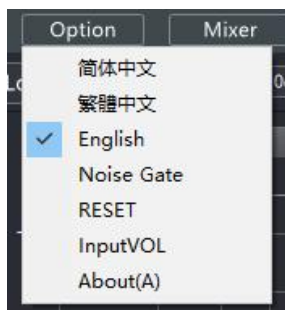 Option Mixer
简体中文
繁體中文
English
Noise Gate
RESET
InputVOL
About(A)